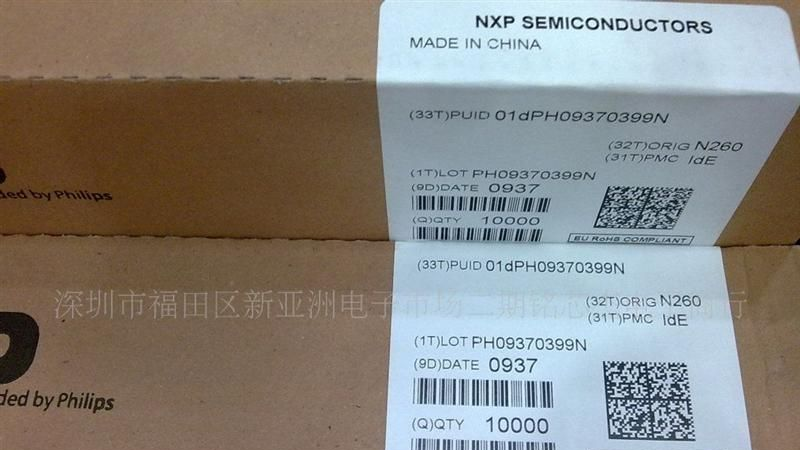 NXP SEMICONDUCTORS
MADE IN CHINA
(33T)PUID 01dPH09370399N
(32T)ORIG N260
(31T)PMC IdE
(1T)LOT PH09370399N
(9D)DATE 0937
(Q)QTY 10000
EU RoHS COMPLIANT
by Philips
(33T)PUID 01dPH09370399N
深圳市福田区新亚洲电子市场二期铭芯
(32T)ORIG N260
(31T)PMC IdE
(1T)LOT PH09370399N
(9D)DATE 0937
(Q)QTY 10000
by Philips